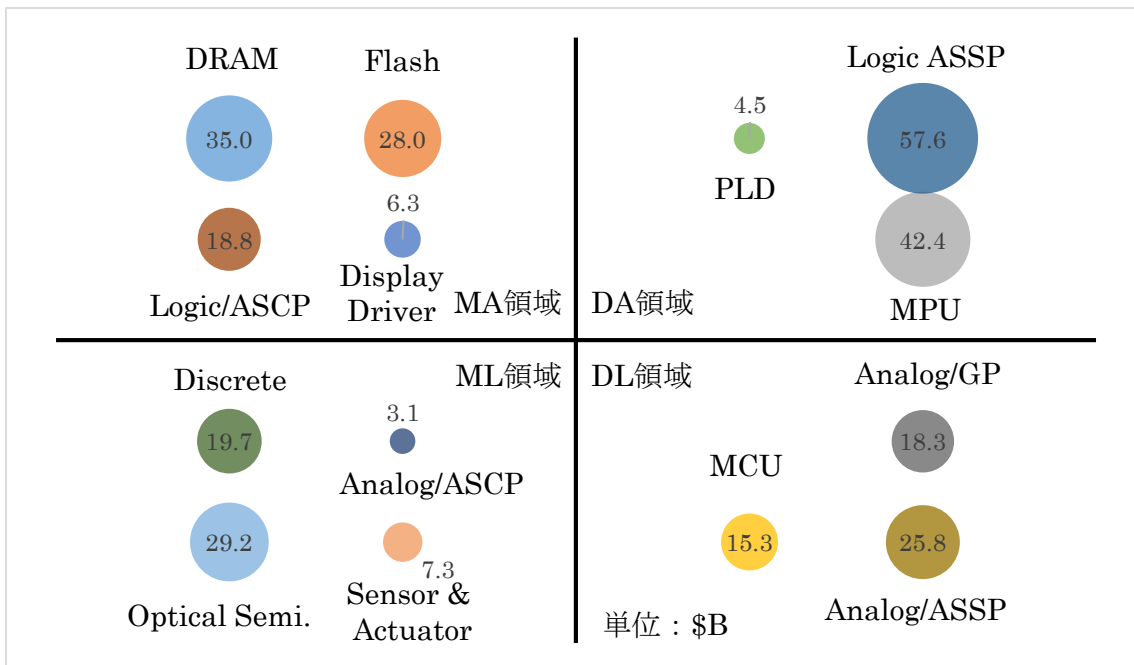 DRAM
Flash
35.0
28.0
18.8
6.3
Logic/ASCP
Display
Driver
MA領域
Logic ASSP
4.5
57.6
PLD
42.4
DA領域
MPU
Discrete
ML領域
19.7
3.1
Analog/ASCP
29.2
7.3
Optical Semi.
Sensor &
Actuator
DL領域
Analog/GP
18.3
MCU
15.3
25.8
Analog/ASSP
単位：$B